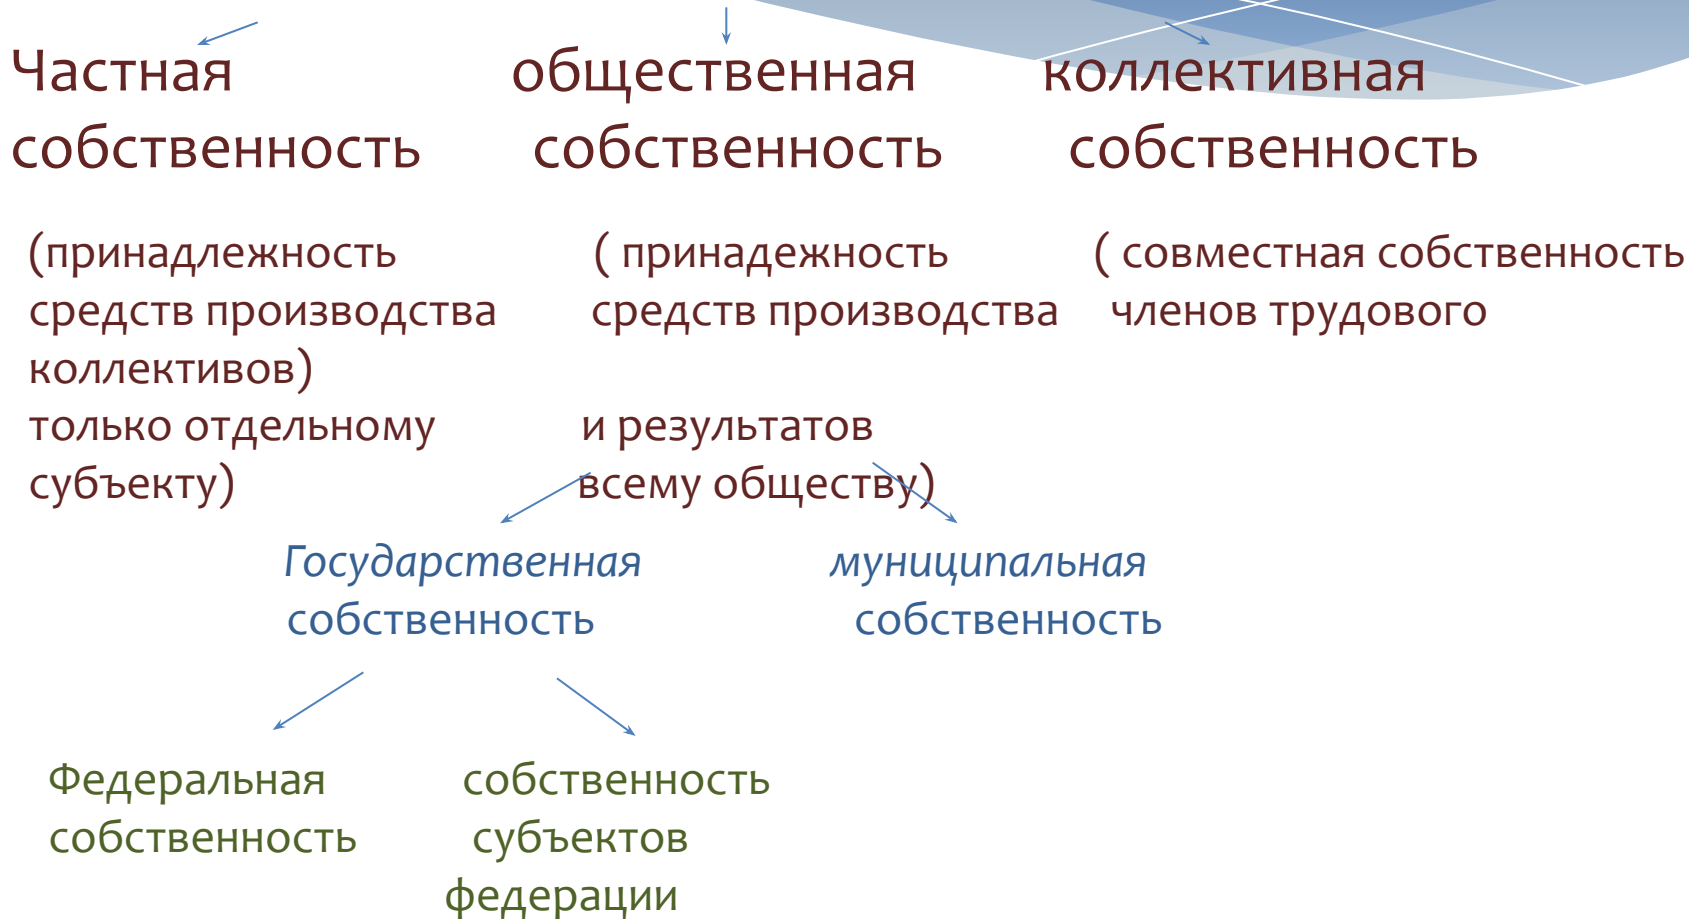 Частная общественная коллективная
собственность собственность собственность
(принадлежность ( принадежность ( совместная собственность
средств производства средств производства членов трудового
коллективов)
только отдельному и результатов
субъекту) всему обществу)
Государственная муниципальная
собственность собственность
Федеральная собственность
собственность субъектов
федерации